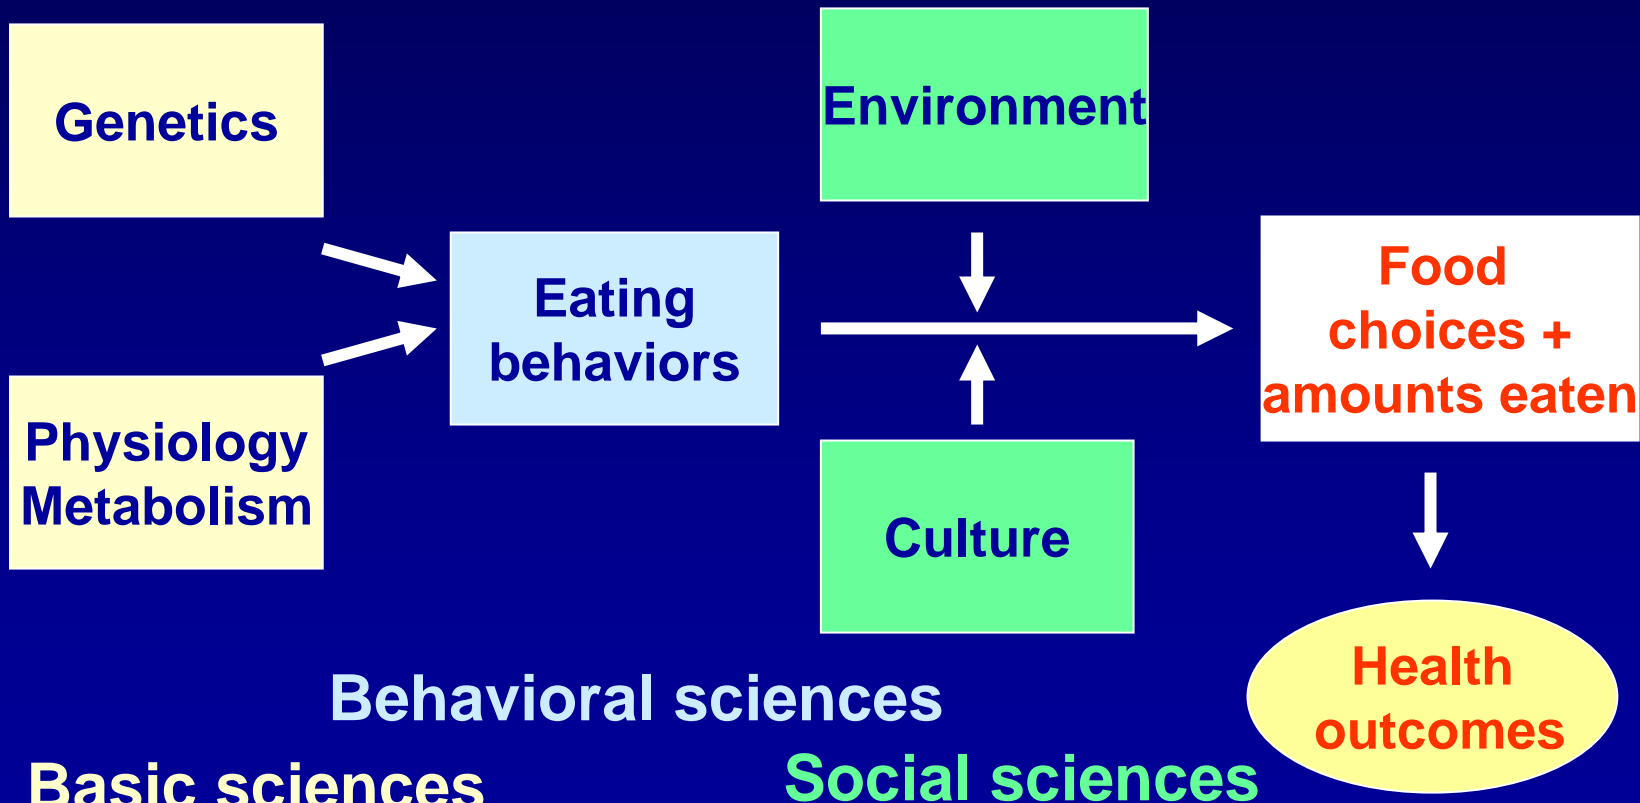 Genetics
Environment
Eating
behaviors
Food
choices +
amounts eaten
Physiology
Metabolism
Culture
Health
outcomes
Behavioral sciences
Social sciences
Basic sciences